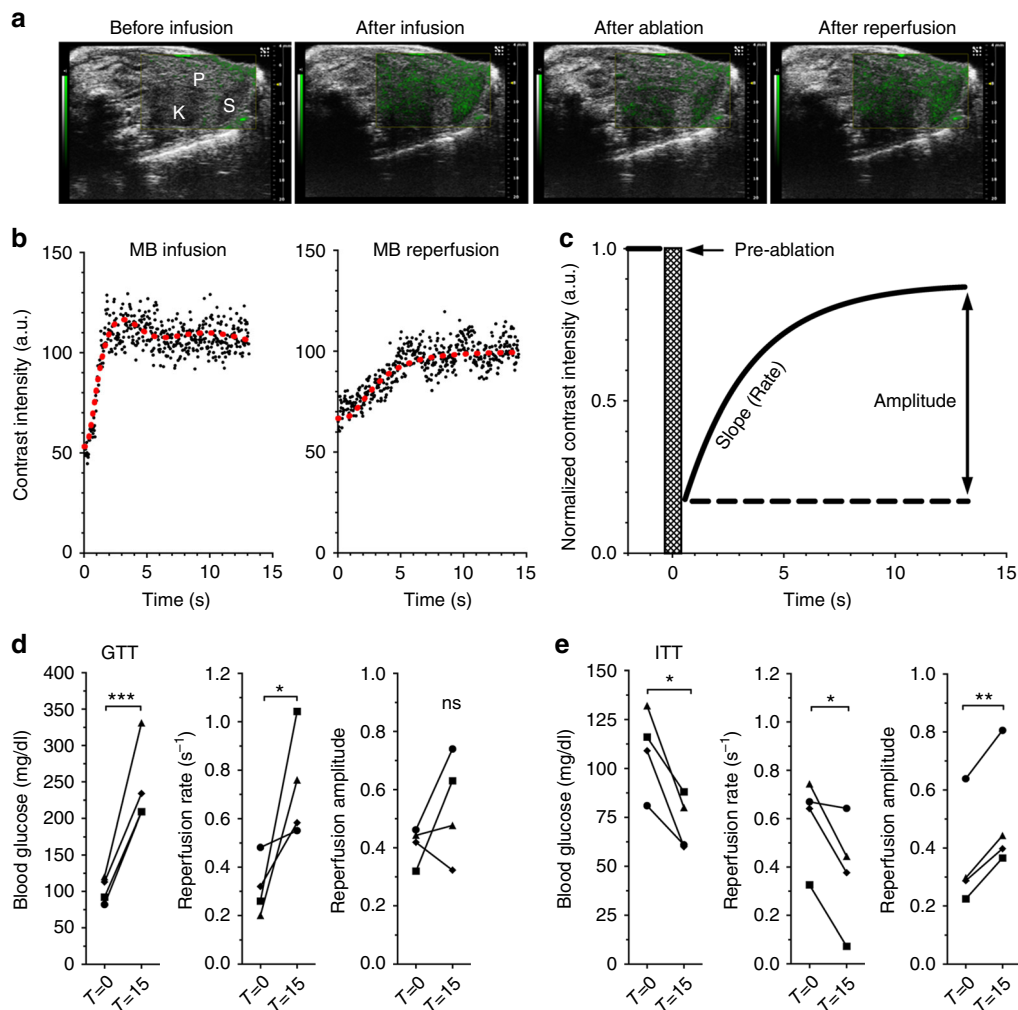 a
Before infusion
After infusion
After ablation
After reperfusion
P
K
S
b
MB infusion
MB reperfusion
Contrast intensity (a.u.)
150
100
50
0
0 5 10 15
Time (s)
150
100
50
0
0 5 10 15
Time (s)
c
Normalized contrast intensity (a.u.)
1.0
0.5
0.0
Pre-ablation
Slope (Rate)
Amplitude
0 5 10 15
Time (s)
d
GTT
Blood glucose (mg/dl)
400
350
300
250
200
150
100
50
0
***
T=0
T=15
Reperfusion rate (s⁻¹)
1.2
1.0
0.8
0.6
0.4
0.2
0.0
*
T=0
T=15
Reperfusion amplitude
1.0
0.8
0.6
0.4
0.2
0.0
ns
T=0
T=15
e
ITT
Blood glucose (mg/dl)
150
125
100
75
50
25
0
*
T=0
T=15
Reperfusion rate (s⁻¹)
1.2
1.0
0.8
0.6
0.4
0.2
0.0
*
T=0
T=15
Reperfusion amplitude
1.0
0.8
0.6
0.4
0.2
0.0
**
T=0
T=15